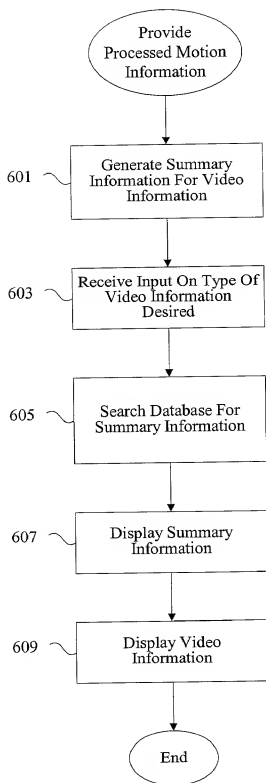 Provide
Processed Motion
Information
601
Generate Summary
Information For Video
Information
603
Receive Input On Type Of
Video Information
Desired
605
Search Database For
Summary Information
607
Display Summary
Information
609
Display Video
Information
End